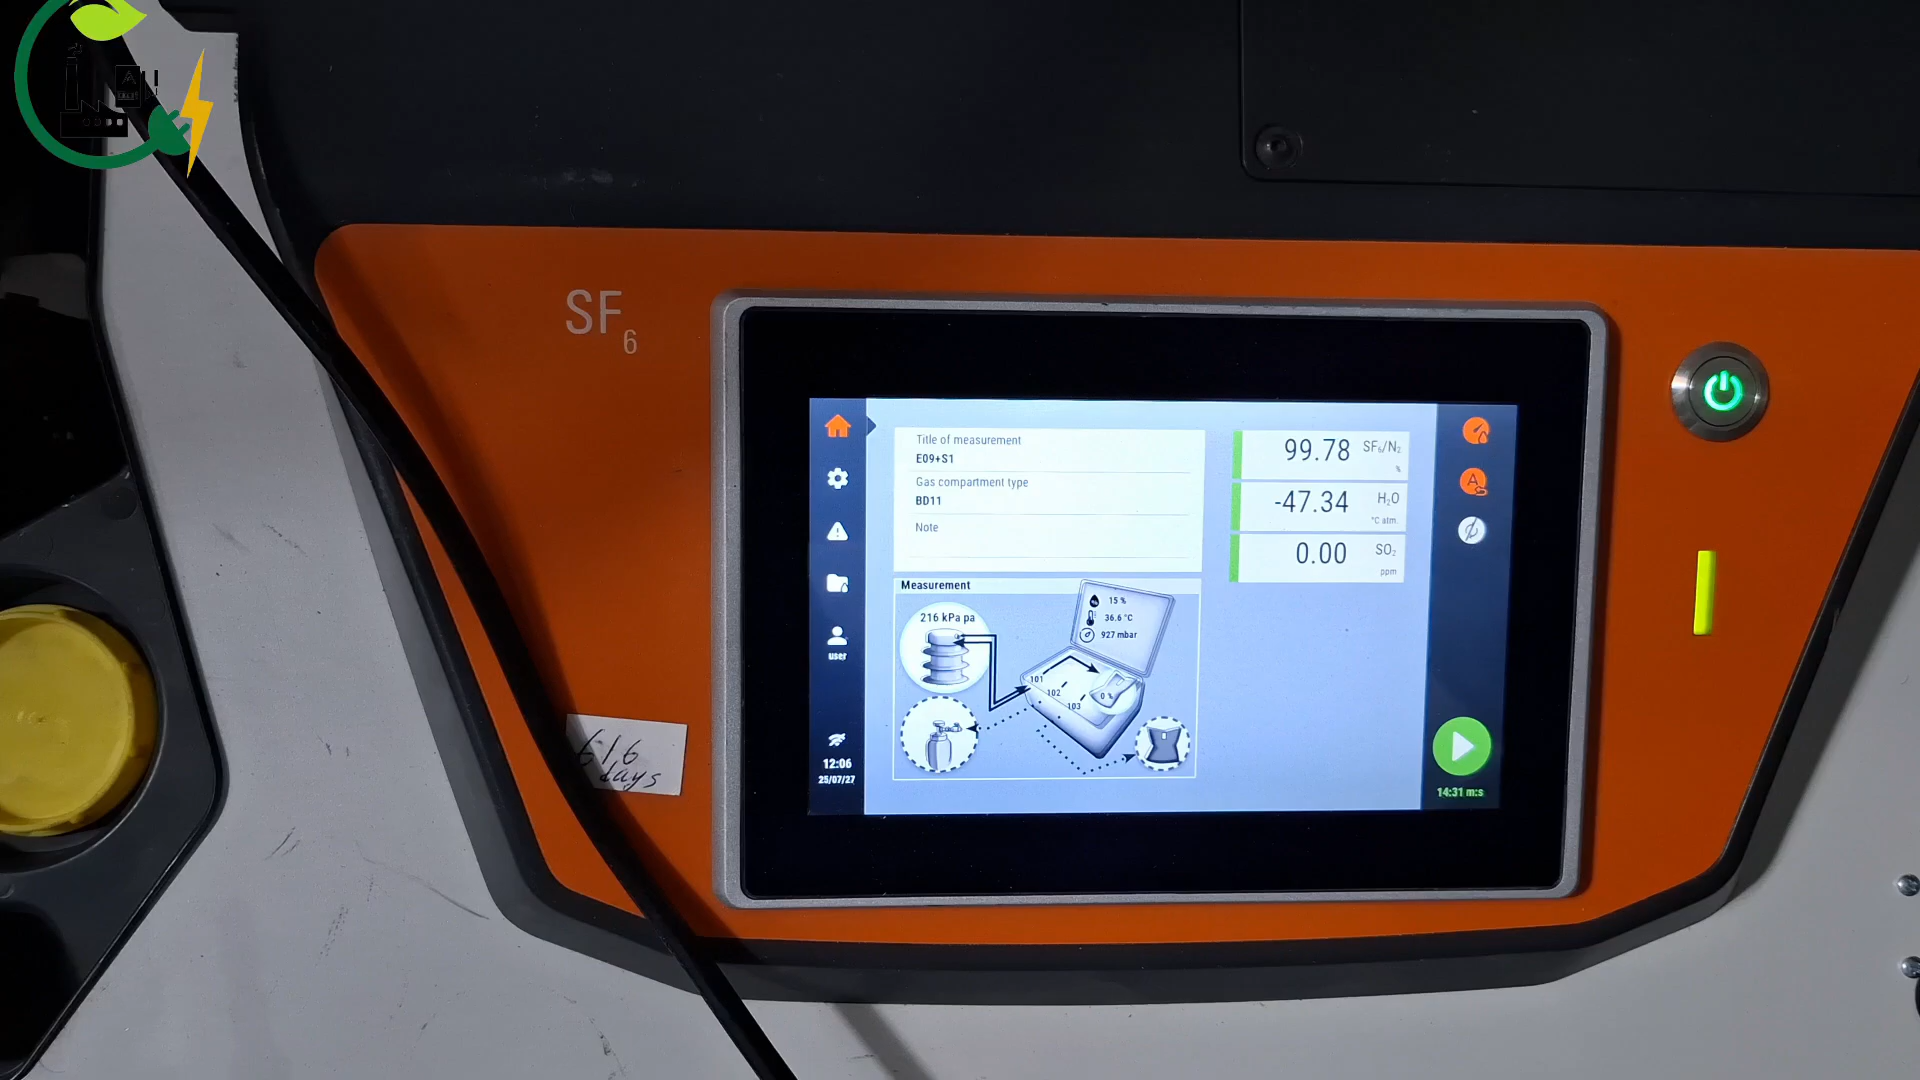 SF6
Title of measurement
E09+S1
Gas compartment type
BD11
Note
99.78 SF₆/N₂
%
-47.34 H₂O
°C atm.
0.00 SO₂
ppm
Measurement
216 kPa pa
15 %
36.6 °C
927 mbar
101
102
103
0 %
user
12:06
25/07/27
14:31 m:s
A
61,6
days